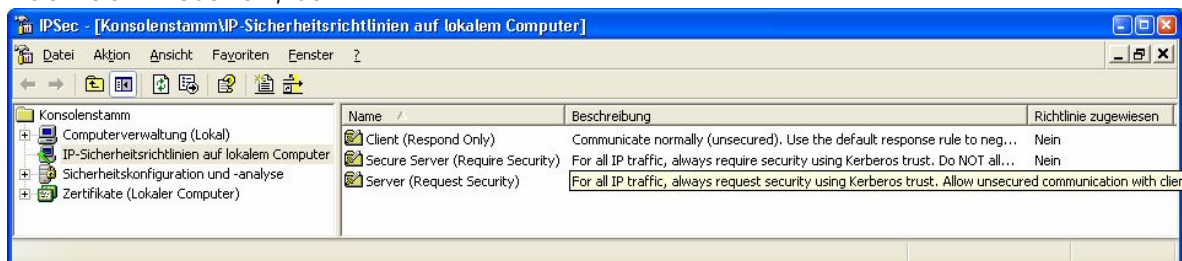 IPSec - [Konsolenstamm\IP-Sicherheitsrichtlinien auf lokalem Computer]
Datei Aktion Ansicht Favoriten Fenster ?
Konsolenstamm
Computerverwaltung (Lokal)
IP-Sicherheitsrichtlinien auf lokalem Computer
Sicherheitskonfiguration und -analyse
Zertifikate (Lokaler Computer)
Name Beschreibung Richtlinie zugewiesen
Client (Respond Only) Communicate normally (unsecured). Use the default response rule to neg... Nein
Secure Server (Require Security) For all IP traffic, always require security using Kerberos trust. Do NOT all... Nein
Server (Request Security) For all IP traffic, always request security using Kerberos trust. Allow unsecured communication with clie